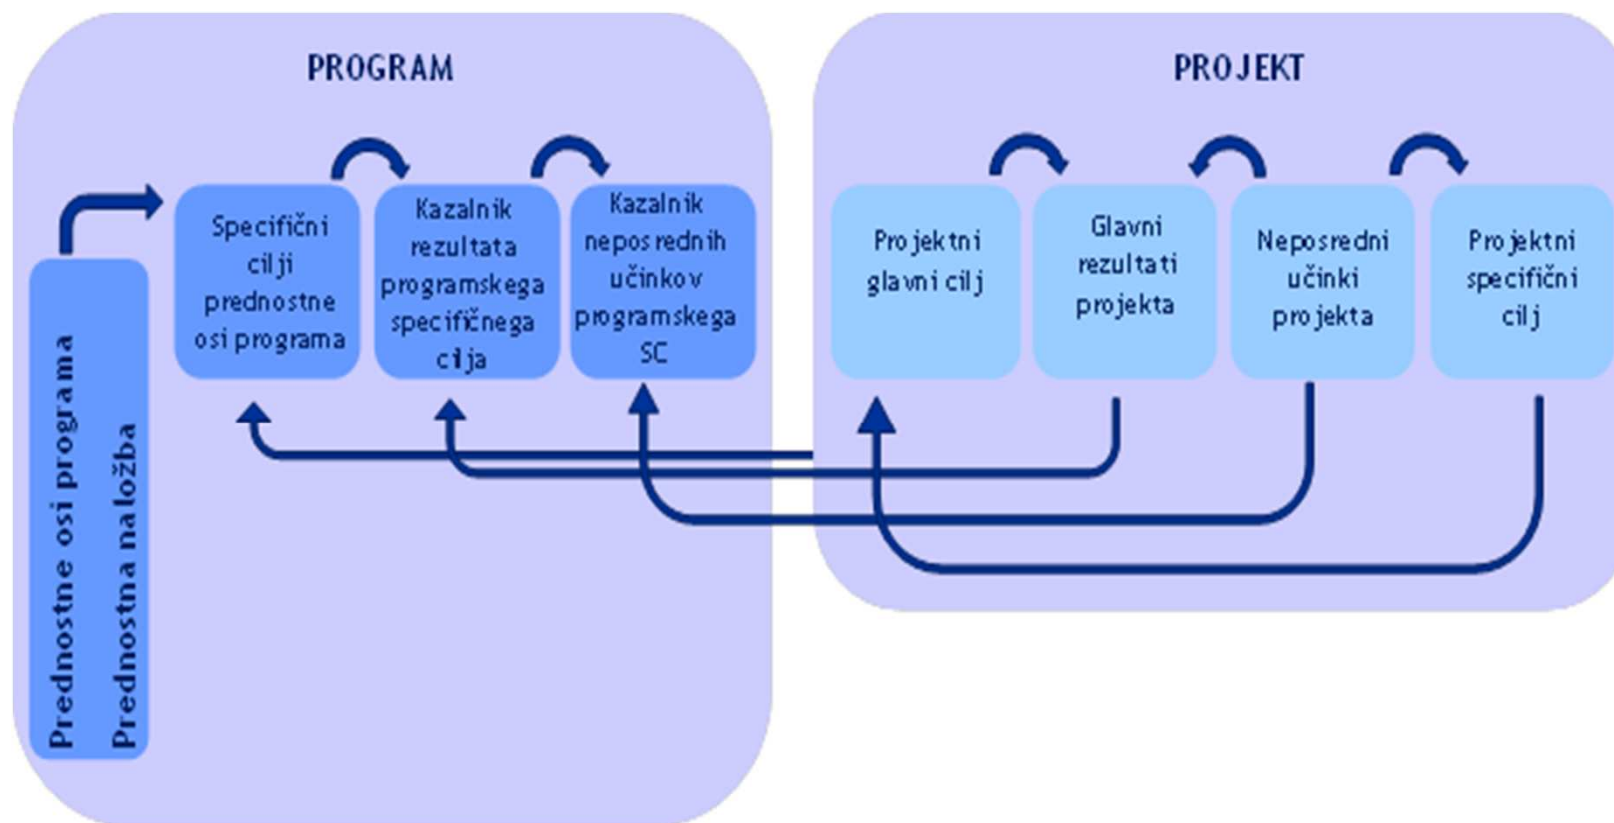 PROGRAM
Prednostne osi programa
Prednostna naložba
Specifični
cilji
prednostne
osi programa
Kazalnik
rezultata
programskega
specifičnega
cilja
Kazalnik
neposrednih
učinkov
programskega
SC
PROJEKT
Projektni
glavni cilj
Glavni
rezultati
projekta
Neposredni
učinki
projekta
Projektni
specifični
cilj